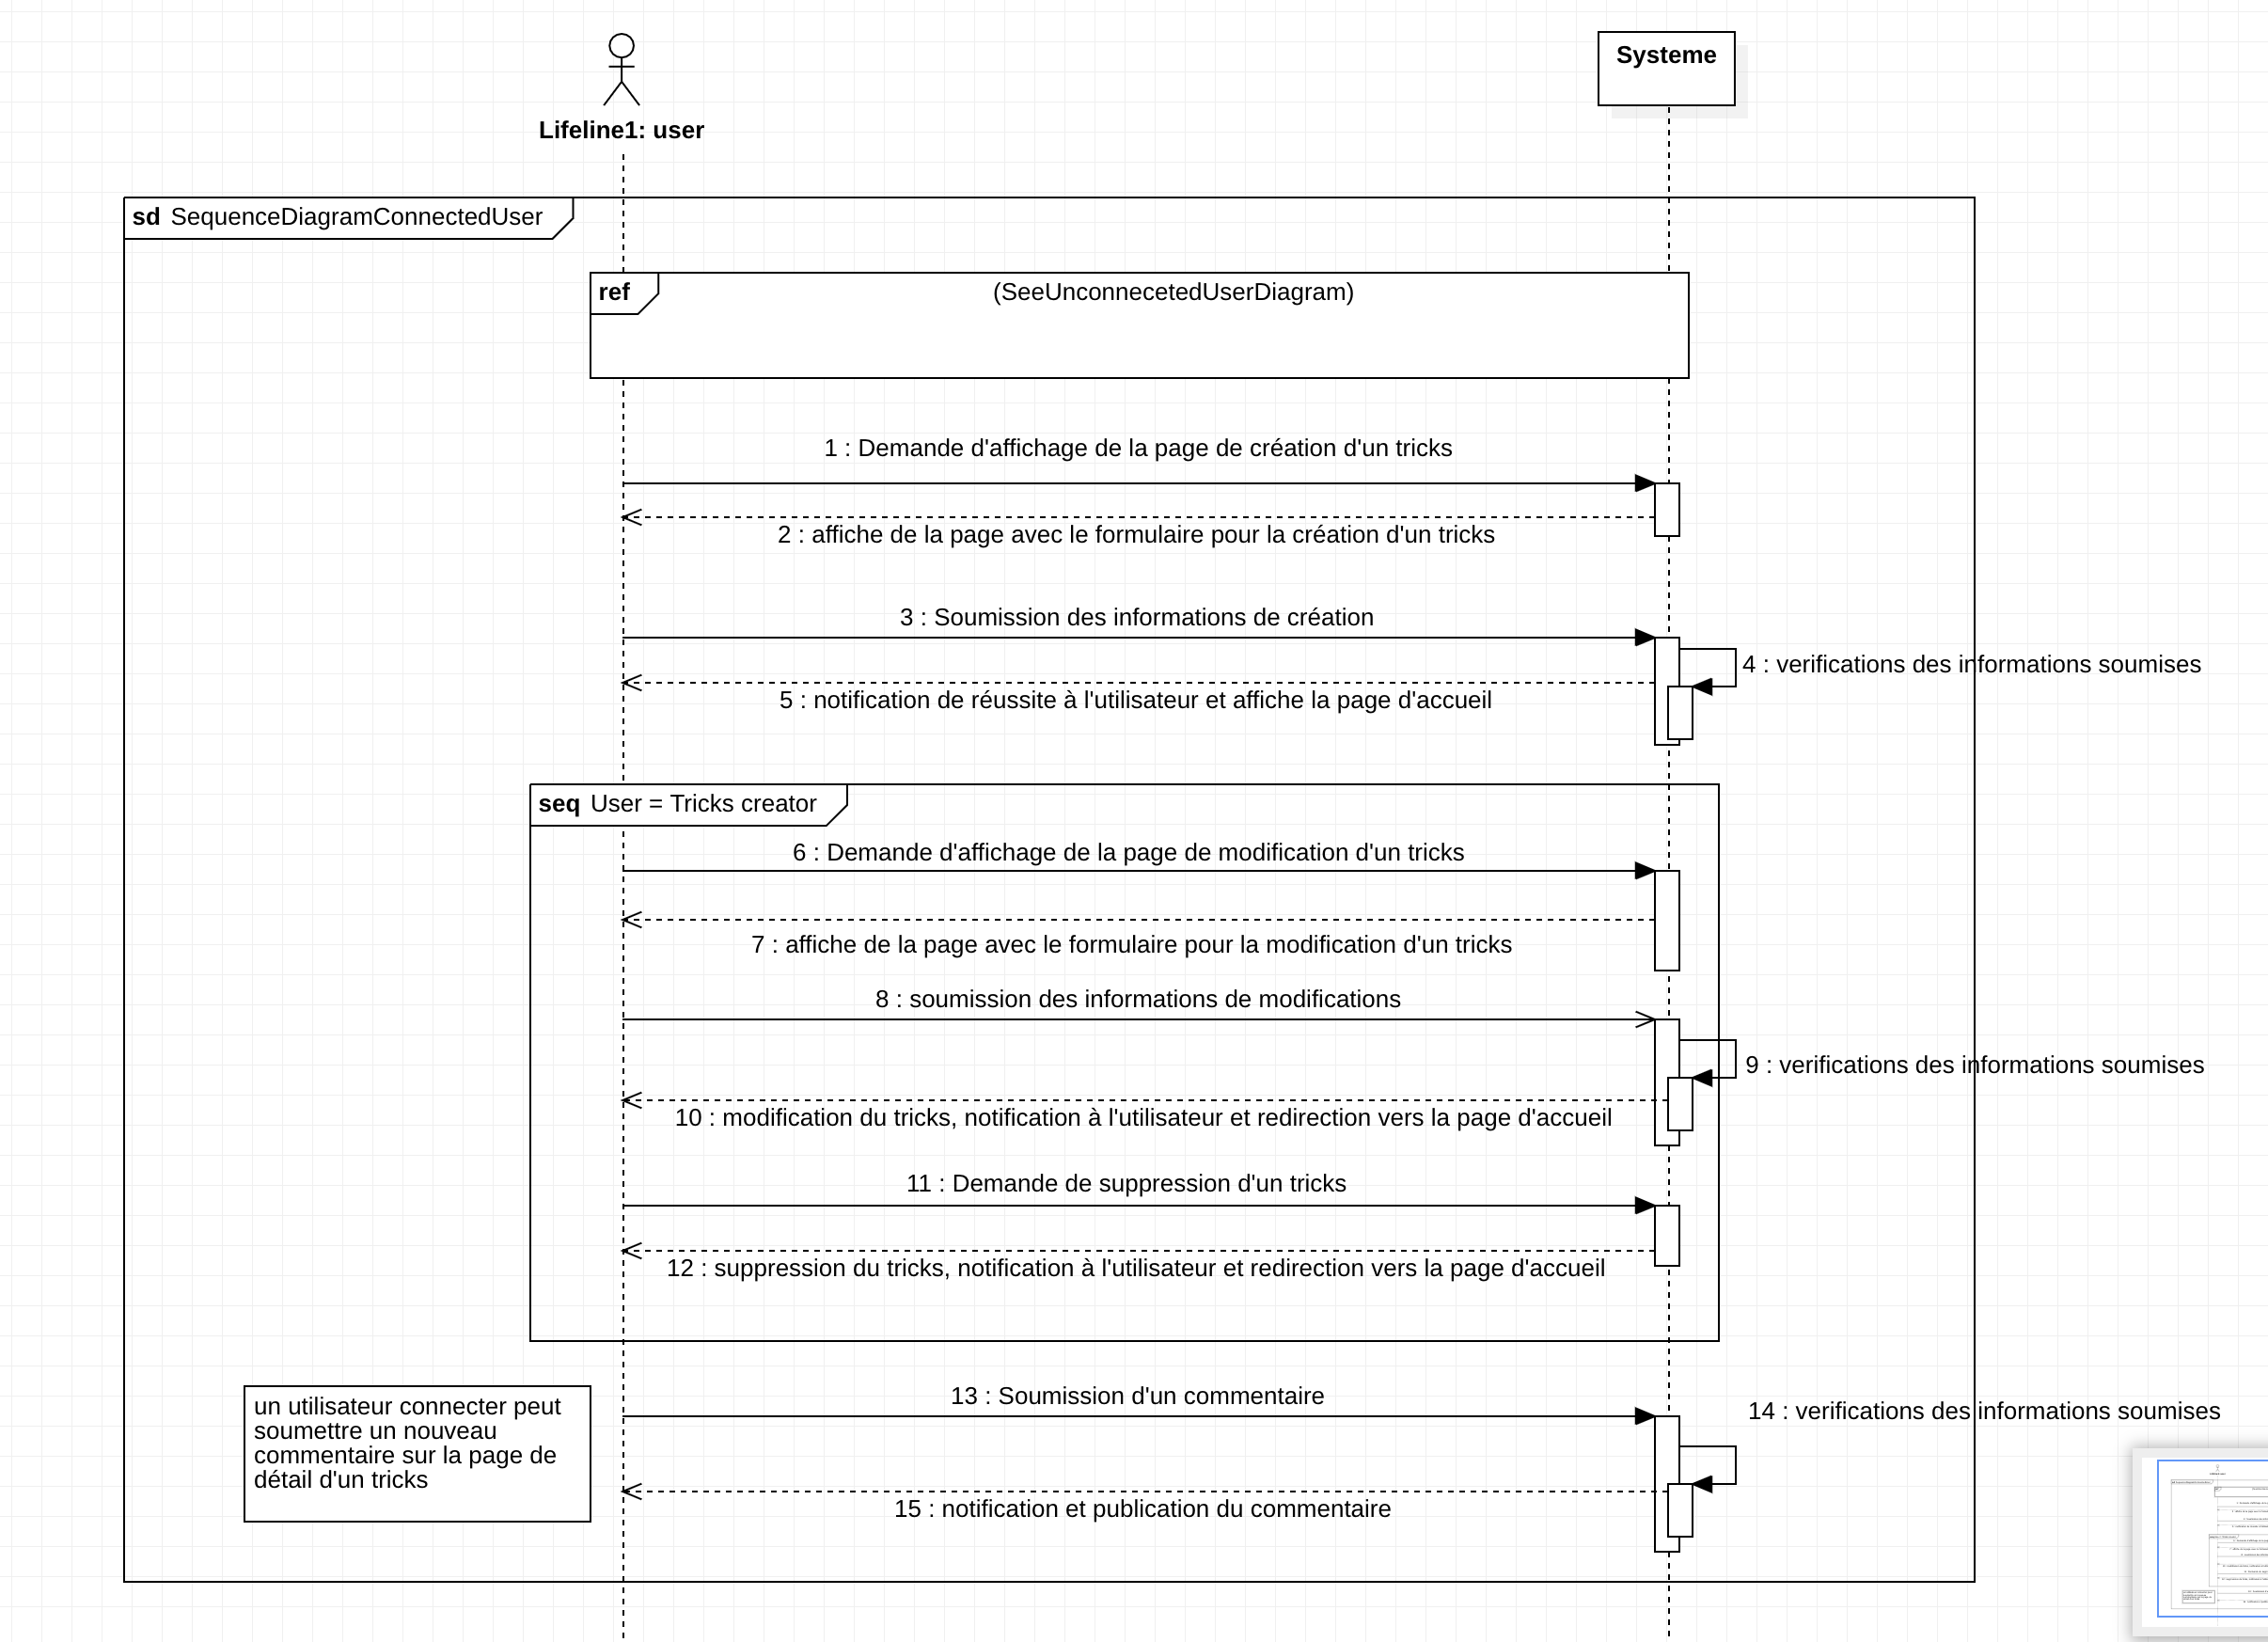 Systeme
Lifeline1: user
sd SequenceDiagramConnectedUser
ref (SeeUnconnecetedUserDiagram)
1 : Demande d'affichage de la page de création d'un tricks
2 : affiche de la page avec le formulaire pour la création d'un tricks
3 : Soumission des informations de création
4 : verifications des informations soumises
5 : notification de réussite à l'utilisateur et affiche la page d'accueil
seq User = Tricks creator
6 : Demande d'affichage de la page de modification d'un tricks
7 : affiche de la page avec le formulaire pour la modification d'un tricks
8 : soumission des informations de modifications
9 : verifications des informations soumises
10 : modification du tricks, notification à l'utilisateur et redirection vers la page d'accueil
11 : Demande de suppression d'un tricks
12 : suppression du tricks, notification à l'utilisateur et redirection vers la page d'accueil
un utilisateur connecter peut
soumettre un nouveau
commentaire sur la page de
détail d'un tricks
13 : Soumission d'un commentaire
14 : verifications des informations soumises
15 : notification et publication du commentaire